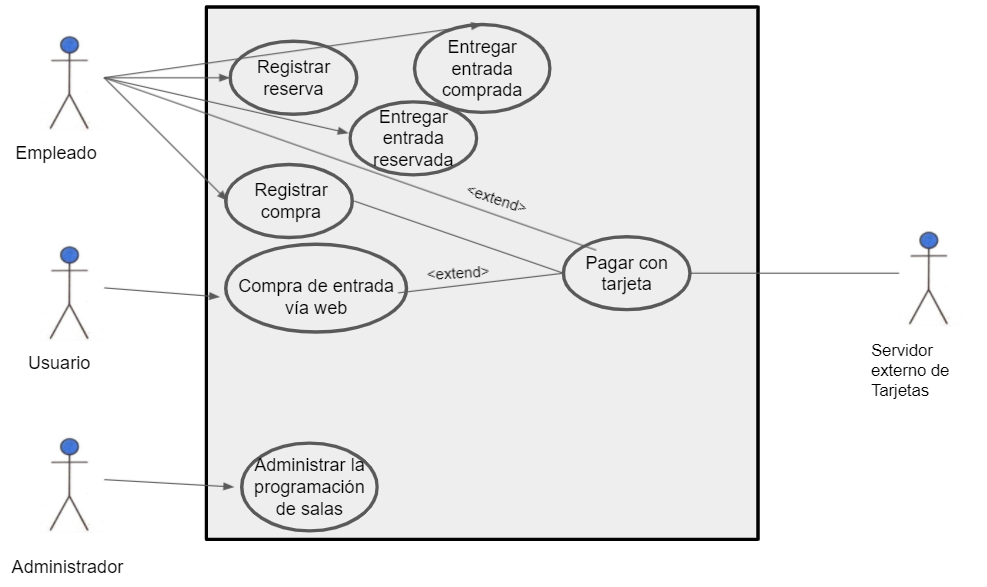 Empleado
Registrar
reserva
Entregar
entrada
comprada
Entregar
entrada
reservada
Registrar
compra
<extend>
Usuario
Compra de entrada
vía web
<extend>
Pagar con
tarjeta
Servidor
externo de
Tarjetas
Administrador
Administrar la
programación
de salas